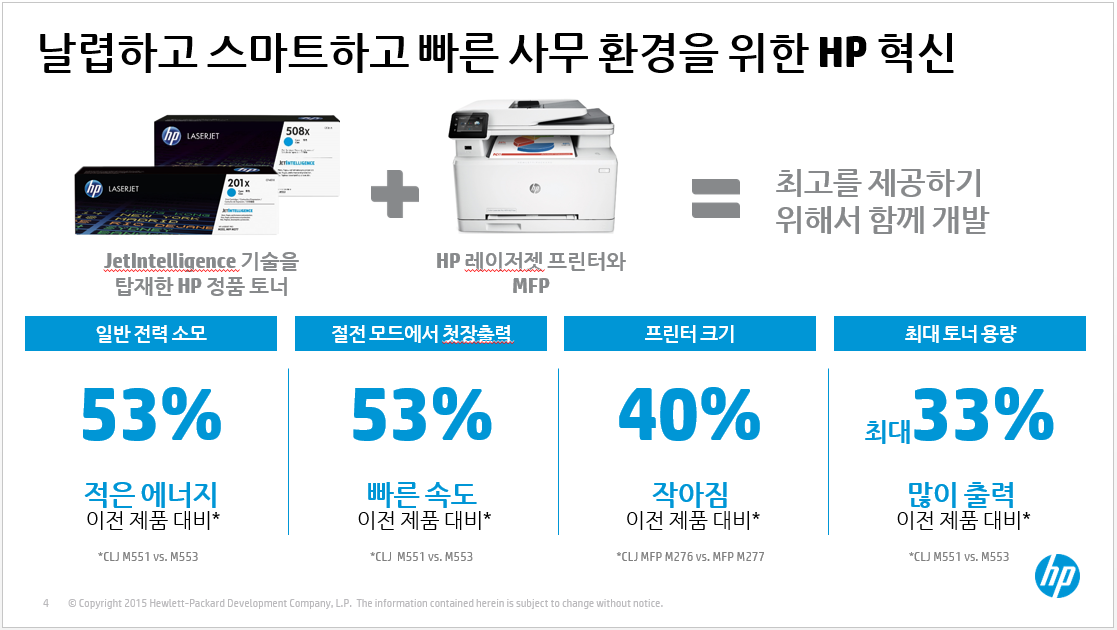 날렵하고 스마트하고 빠른 사무 환경을 위한 HP 혁신
hp LASERJET
508x
JETINTELLIGENCE
hp LASERJET
201x
JETINTELLIGENCE
hp
최고를 제공하기
위해서 함께 개발
JetIntelligence 기술을
탑재한 HP 정품 토너
HP 레이저젯 프린터와
MFP
일반 전력 소모
53%
적은 에너지
이전 제품 대비*
*CLJ M551 vs. M553
절전 모드에서 첫장출력
53%
빠른 속도
이전 제품 대비*
*CLJ M551 vs. M553
프린터 크기
40%
작아짐
이전 제품 대비*
*CLJ MFP M276 vs. MFP M277
최대 토너 용량
최대33%
많이 출력
이전 제품 대비*
*CLJ M551 vs. M553
hp
4 © Copyright 2015 Hewlett-Packard Development Company, L.P. The information contained herein is subject to change without notice.